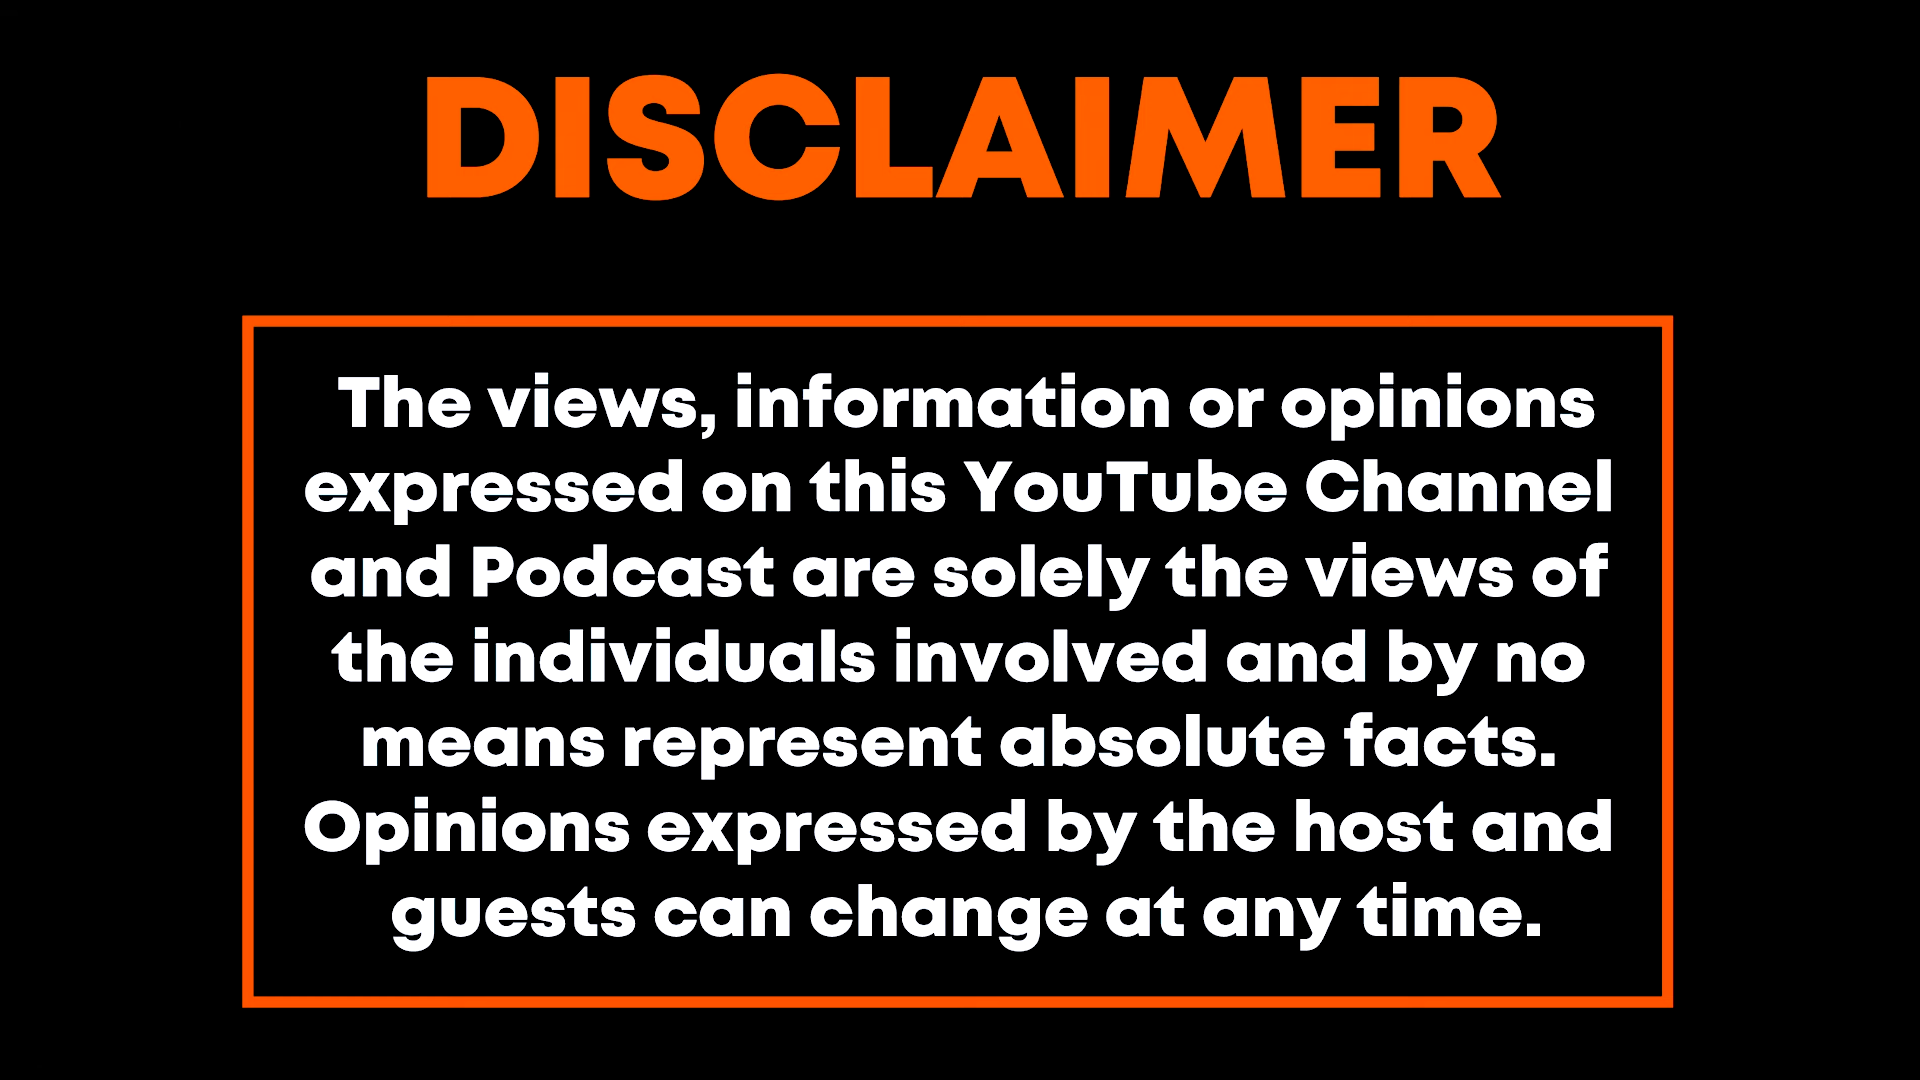 DISCLAIMER
The views, information or opinions
expressed on this YouTube Channel
and Podcast are solely the views of
the individuals involved and by no
means represent absolute facts.
Opinions expressed by the host and
guests can change at any time.